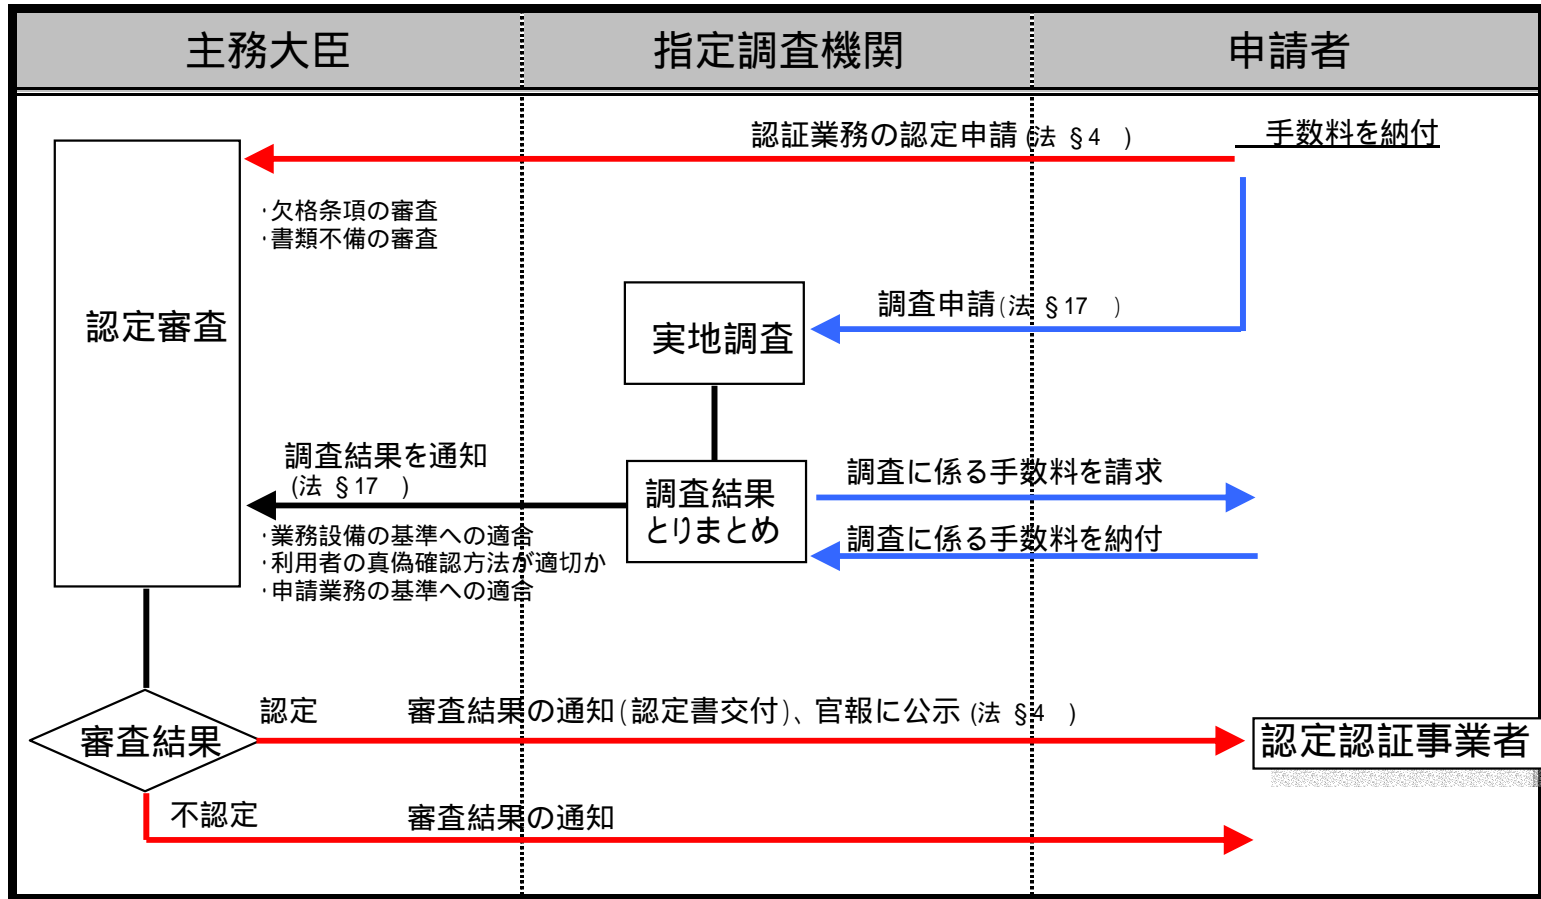 主務大臣
指定調査機関
申請者
認証業務の認定申請(法 §4 )
手数料を納付
・欠格条項の審査
・書類不備の審査
認定審査
調査申請(法 §17 )
実地調査
調査結果を通知
(法 §17 )
調査結果
とりまとめ
調査に係る手数料を請求
調査に係る手数料を納付
・業務設備の基準への適合
・利用者の真偽確認方法が適切か
・申請業務の基準への適合
審査結果
認定
審査結果の通知(認定書交付)、官報に公示 (法 §4 )
認定認証事業者
不認定
審査結果の通知